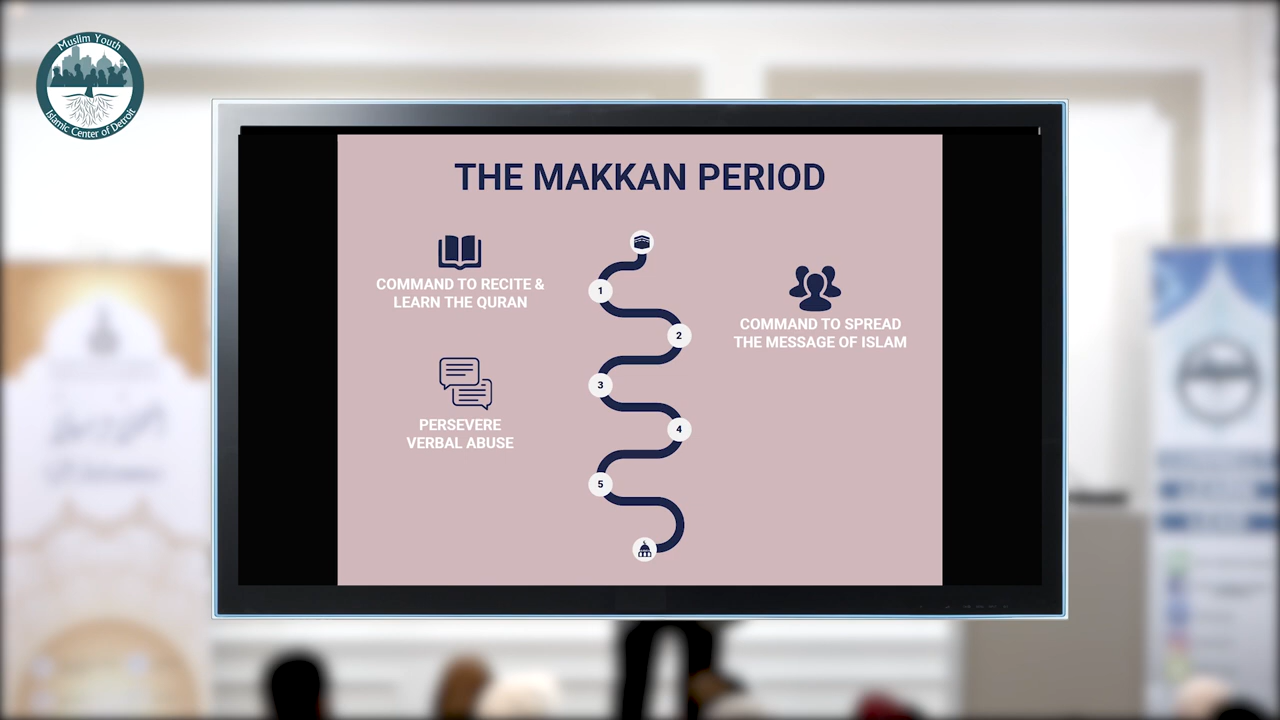 Muslim Youth
Islamic Center of Detroit
THE MAKKAN PERIOD
COMMAND TO RECITE &
LEARN THE QURAN
1
2
COMMAND TO SPREAD
THE MESSAGE OF ISLAM
3
PERSEVERE
VERBAL ABUSE
4
5